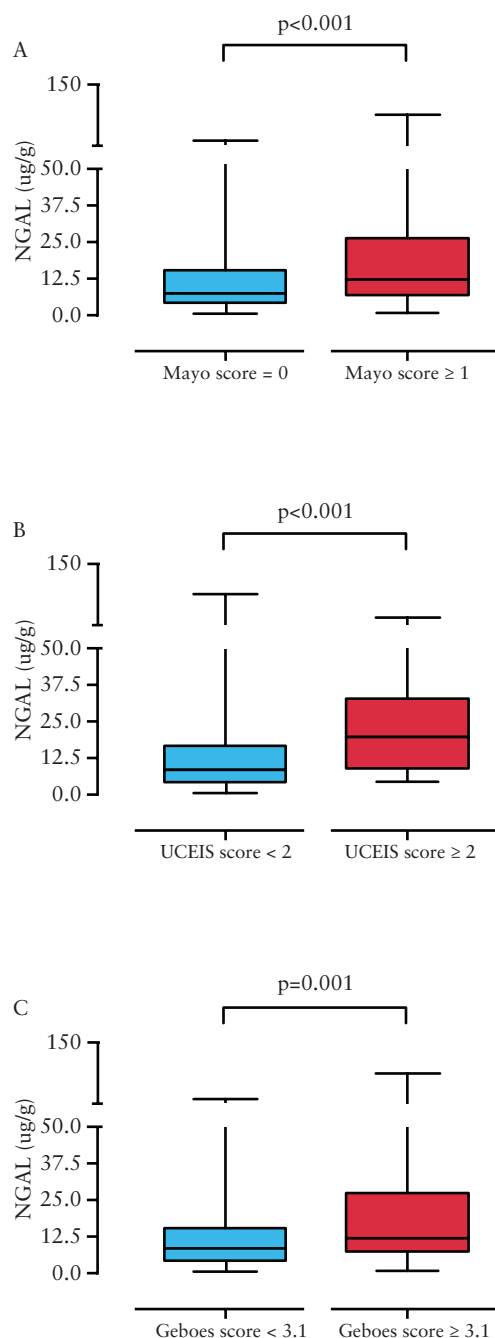 A
p<0.001
150
50.0
37.5
25.0
12.5
0.0
NGAL (ug/g)
Mayo score = 0
Mayo score ≥ 1
B
p<0.001
150
50.0
37.5
25.0
12.5
0.0
NGAL (ug/g)
UCEIS score < 2
UCEIS score ≥ 2
C
p=0.001
150
50.0
37.5
25.0
12.5
0.0
NGAL (ug/g)
Geboes score < 3.1
Geboes score ≥ 3.1